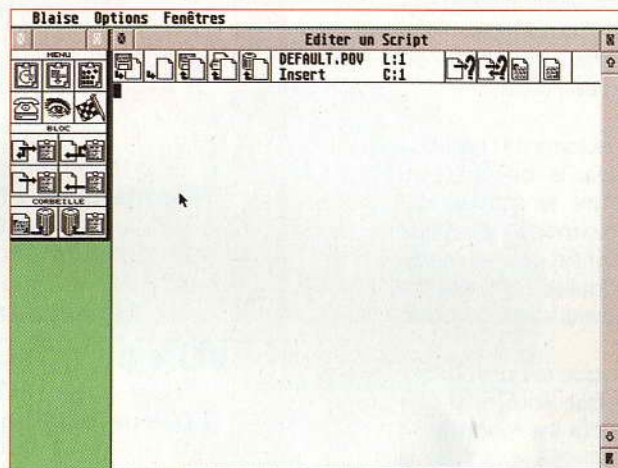 Blaise Options Fenêtres
Editer un Script
MENU
DEFAULT.POV L:1
Insert C:1
BLOC
CORBEILLE